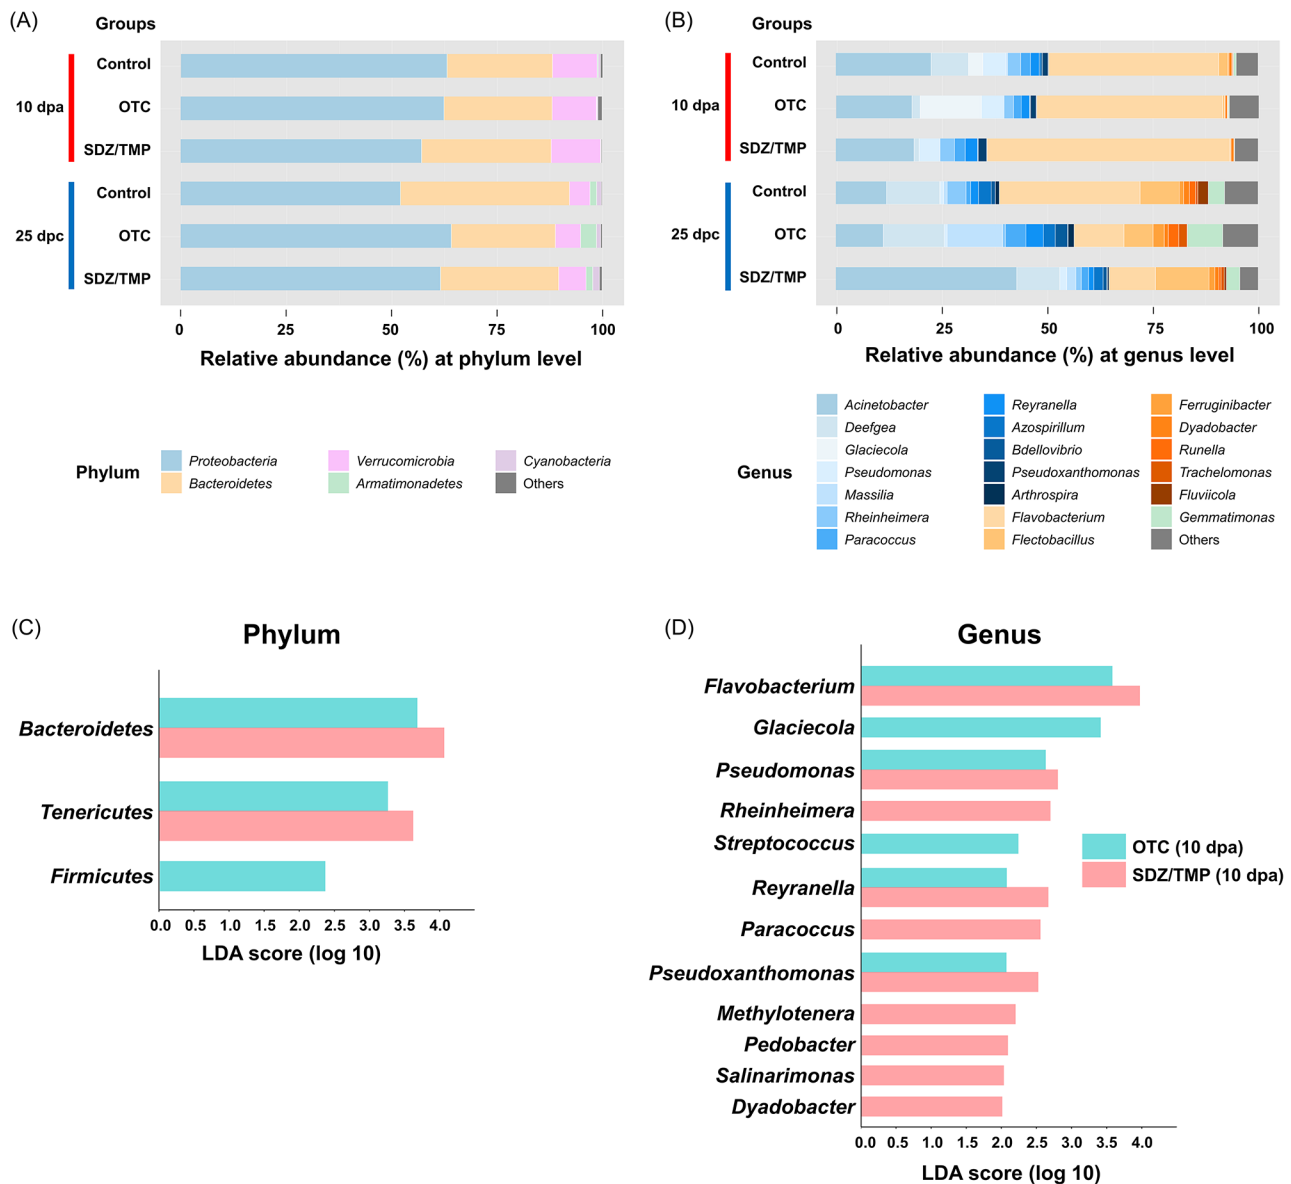 (A)
Groups
10 dpa
Control
OTC
SDZ/TMP
25 dpc
Control
OTC
SDZ/TMP
0 25 50 75 100
Relative abundance (%) at phylum level
Phylum
Proteobacteria Verrucomicrobia Cyanobacteria
Bacteroidetes Armatimonadetes Others
(B)
Groups
10 dpa
Control
OTC
SDZ/TMP
25 dpc
Control
OTC
SDZ/TMP
0 25 50 75 100
Relative abundance (%) at genus level
Genus
Acinetobacter Reyranella Ferruginibacter
Deefgea Azospirillum Dyadobacter
Glaciecola Bdellovibrio Runella
Pseudomonas Pseudoxanthomonas Trachelomonas
Massilia Arthrospira Fluviicola
Rheinheimera Flavobacterium Gemmatimonas
Paracoccus Flectobacillus Others
(C)
Phylum
Bacteroidetes
Tenericutes
Firmicutes
0.0 0.5 1.0 1.5 2.0 2.5 3.0 3.5 4.0
LDA score (log 10)
(D)
Genus
Flavobacterium
Glaciecola
Pseudomonas
Rheinheimera
Streptococcus
Reyranella
Paracoccus
Pseudoxanthomonas
Methylotenera
Pedobacter
Salinarimonas
Dyadobacter
OTC (10 dpa)
SDZ/TMP (10 dpa)
0.0 0.5 1.0 1.5 2.0 2.5 3.0 3.5 4.0
LDA score (log 10)